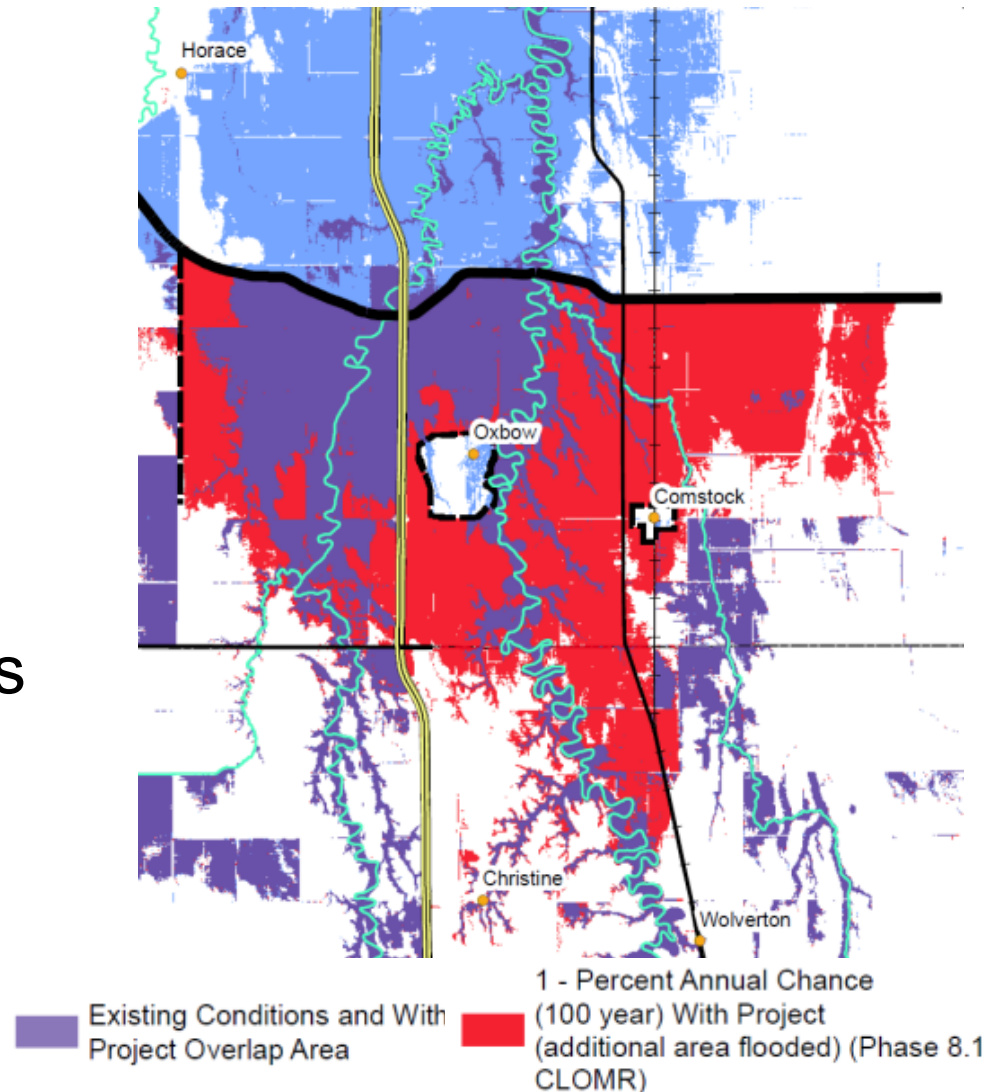 Horace
Oxbow
Comstock
s
Christine
Wolverton
1 - Percent Annual Chance
Existing Conditions and With (100 year) With Project
Project Overlap Area (additional area flooded) (Phase 8.1
CLOMR)